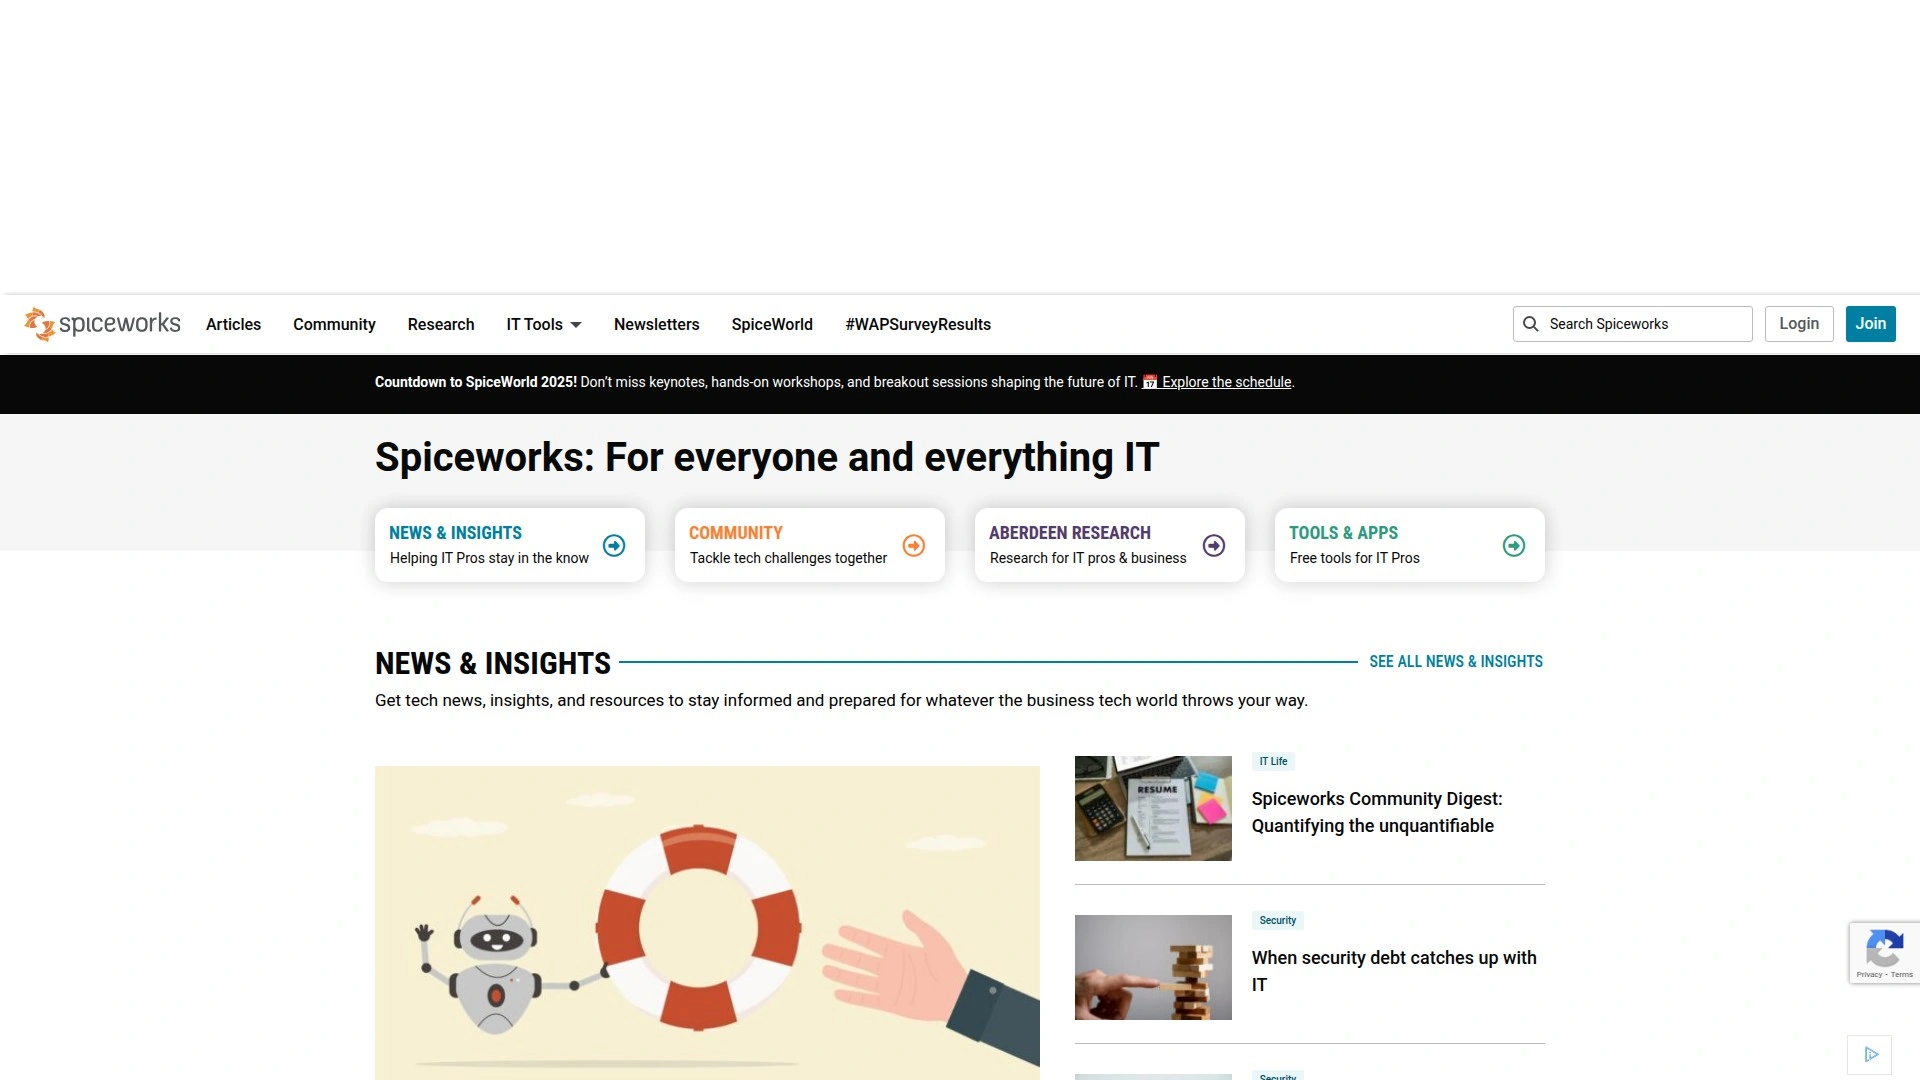 spiceworks
Articles
Community
Research
IT Tools
Newsletters
SpiceWorld
#WAPSurveyResults
Search Spiceworks
Login
Join
Countdown to SpiceWorld 2025! Don’t miss keynotes, hands-on workshops, and breakout sessions shaping the future of IT. 📅 Explore the schedule.
Spiceworks: For everyone and everything IT
NEWS & INSIGHTS
Helping IT Pros stay in the know
COMMUNITY
Tackle tech challenges together
ABERDEEN RESEARCH
Research for IT pros & business
TOOLS & APPS
Free tools for IT Pros
NEWS & INSIGHTS
SEE ALL NEWS & INSIGHTS
Get tech news, insights, and resources to stay informed and prepared for whatever the business tech world throws your way.
RESUME
IT Life
Spiceworks Community Digest:
Quantifying the unquantifiable
Security
When security debt catches up with
IT
Privacy - Terms
Security